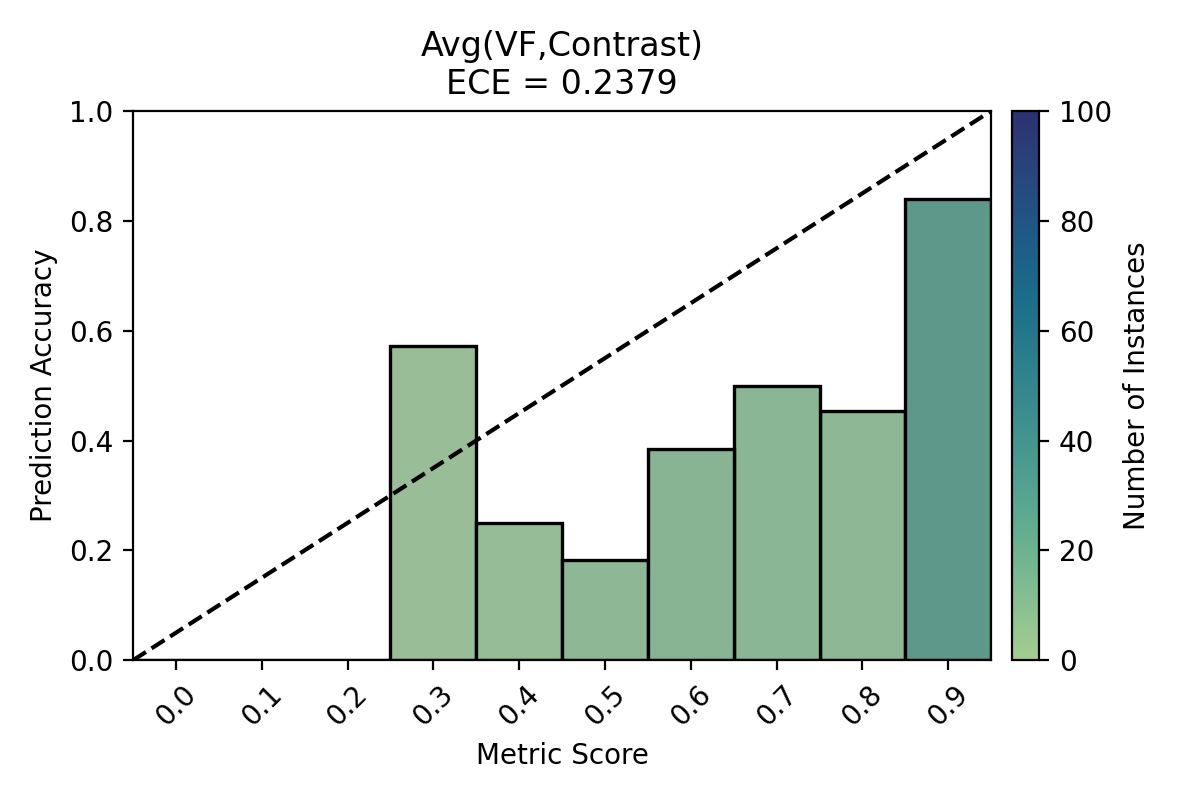 Avg(VF,Contrast)
ECE = 0.2379
1.0
0.8
0.6
0.4
0.2
0.0
Prediction Accuracy
0.0 0.1 0.2 0.3 0.4 0.5 0.6 0.7 0.8 0.9
Metric Score
100
80
60
40
20
0
Number of Instances